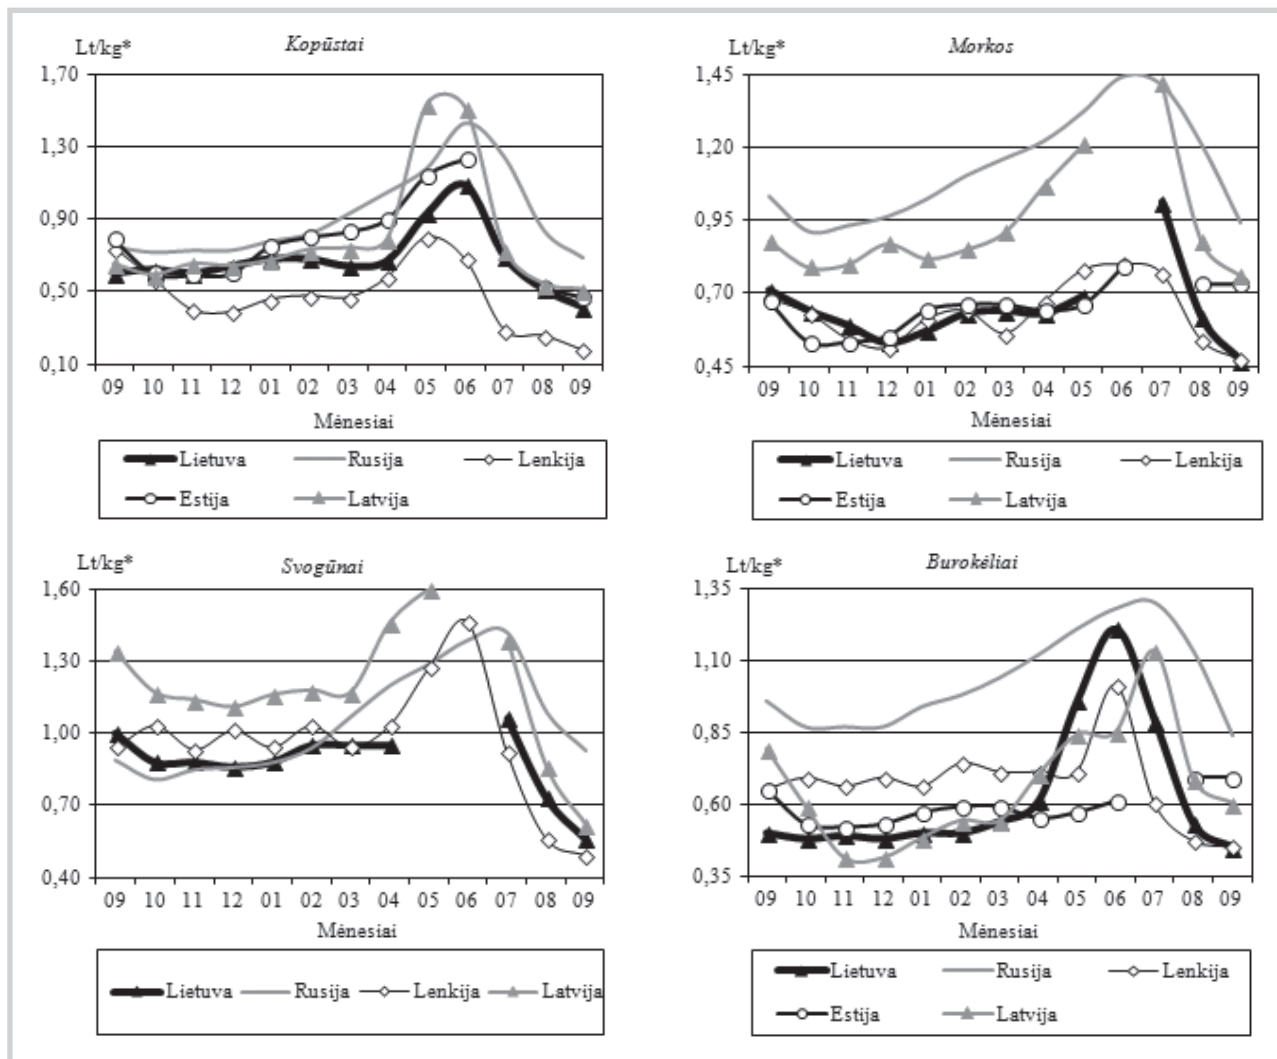 Lt/kg*
Kopūstai
1,70
1,30
0,90
0,50
0,10
09 10 11 12 01 02 03 04 05 06 07 08 09
Mėnesiai
Lietuva Rusija Lenkija
Estija Latvija
Lt/kg*
Morkos
1,45
1,20
0,95
0,70
0,45
09 10 11 12 01 02 03 04 05 06 07 08 09
Mėnesiai
Lietuva Rusija Lenkija
Estija Latvija
Lt/kg*
Svogūnai
1,60
1,30
1,00
0,70
0,40
09 10 11 12 01 02 03 04 05 06 07 08 09
Mėnesiai
Lietuva Rusija Lenkija Latvija
Lt/kg*
Burokėliai
1,35
1,10
0,85
0,60
0,35
09 10 11 12 01 02 03 04 05 06 07 08 09
Mėnesiai
Lietuva Rusija Lenkija
Estija Latvija